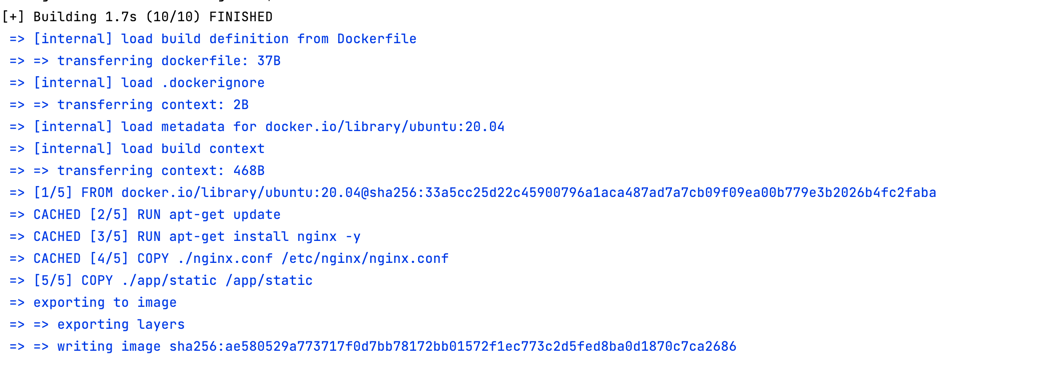 [+] Building 1.7s (10/10) FINISHED
=> [internal] load build definition from Dockerfile
=> => transferring dockerfile: 37B
=> [internal] load .dockerignore
=> => transferring context: 2B
=> [internal] load metadata for docker.io/library/ubuntu:20.04
=> [internal] load build context
=> => transferring context: 468B
=> [1/5] FROM docker.io/library/ubuntu:20.04@sha256:33a5cc25d22c45900796a1aca487ad7a7cb09f09ea00b779e3b2026b4fc2faba
=> CACHED [2/5] RUN apt-get update
=> CACHED [3/5] RUN apt-get install nginx -y
=> CACHED [4/5] COPY ./nginx.conf /etc/nginx/nginx.conf
=> [5/5] COPY ./app/static /app/static
=> exporting to image
=> => exporting layers
=> => writing image sha256:ae580529a773717f0d7bb78172bb01572f1ec773c2d5fed8ba0d1870c7ca2686